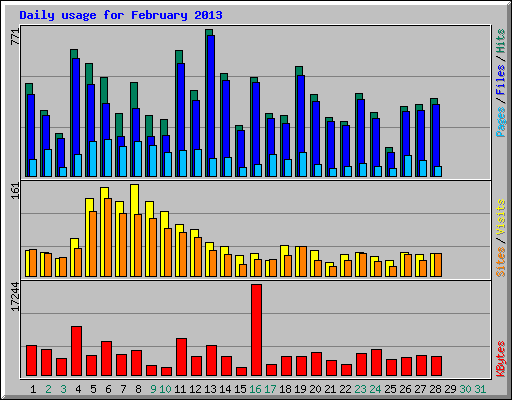 Daily usage for February 2013
771
Pages / Files / Hits
161
Sites / Visits
17244
KBytes
1 2 3 4 5 6 7 8 9 10 11 12 13 14 15 16 17 18 19 20 21 22 23 24 25 26 27 28 29 30 31